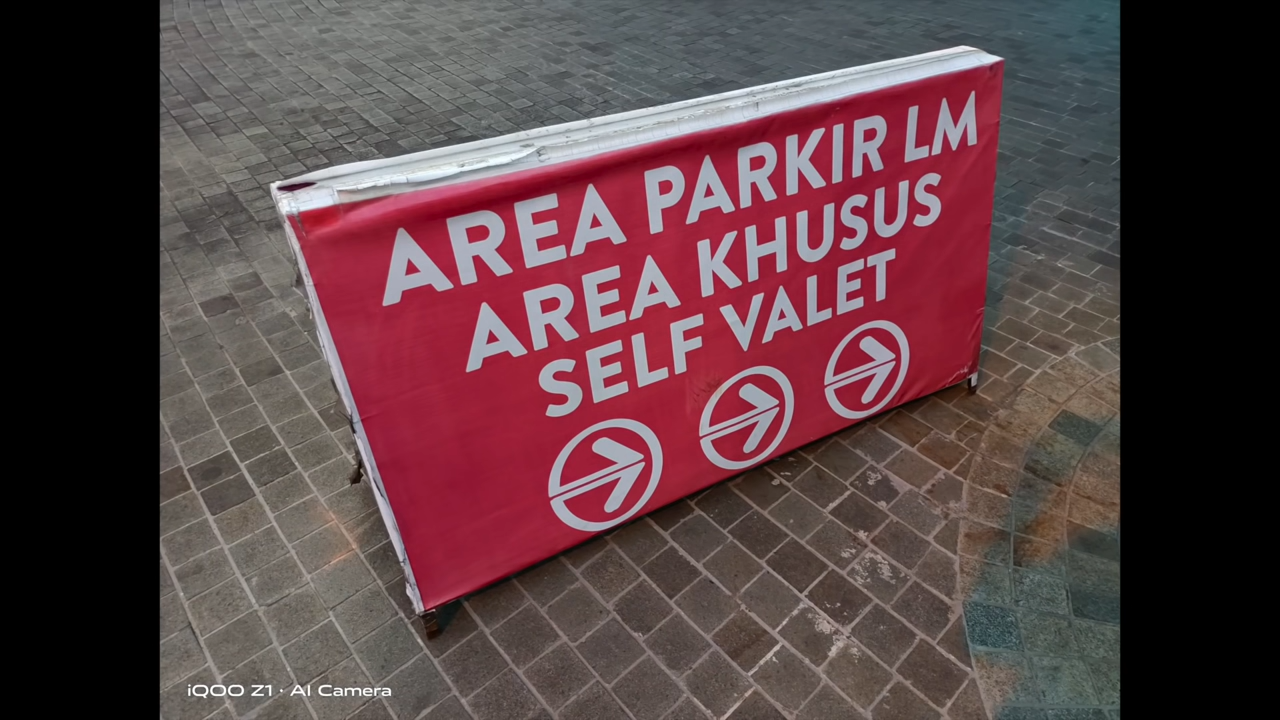 AREA PARKIR LM
AREA KHUSUS
SELF VALET
iQOO Z1 · AI Camera